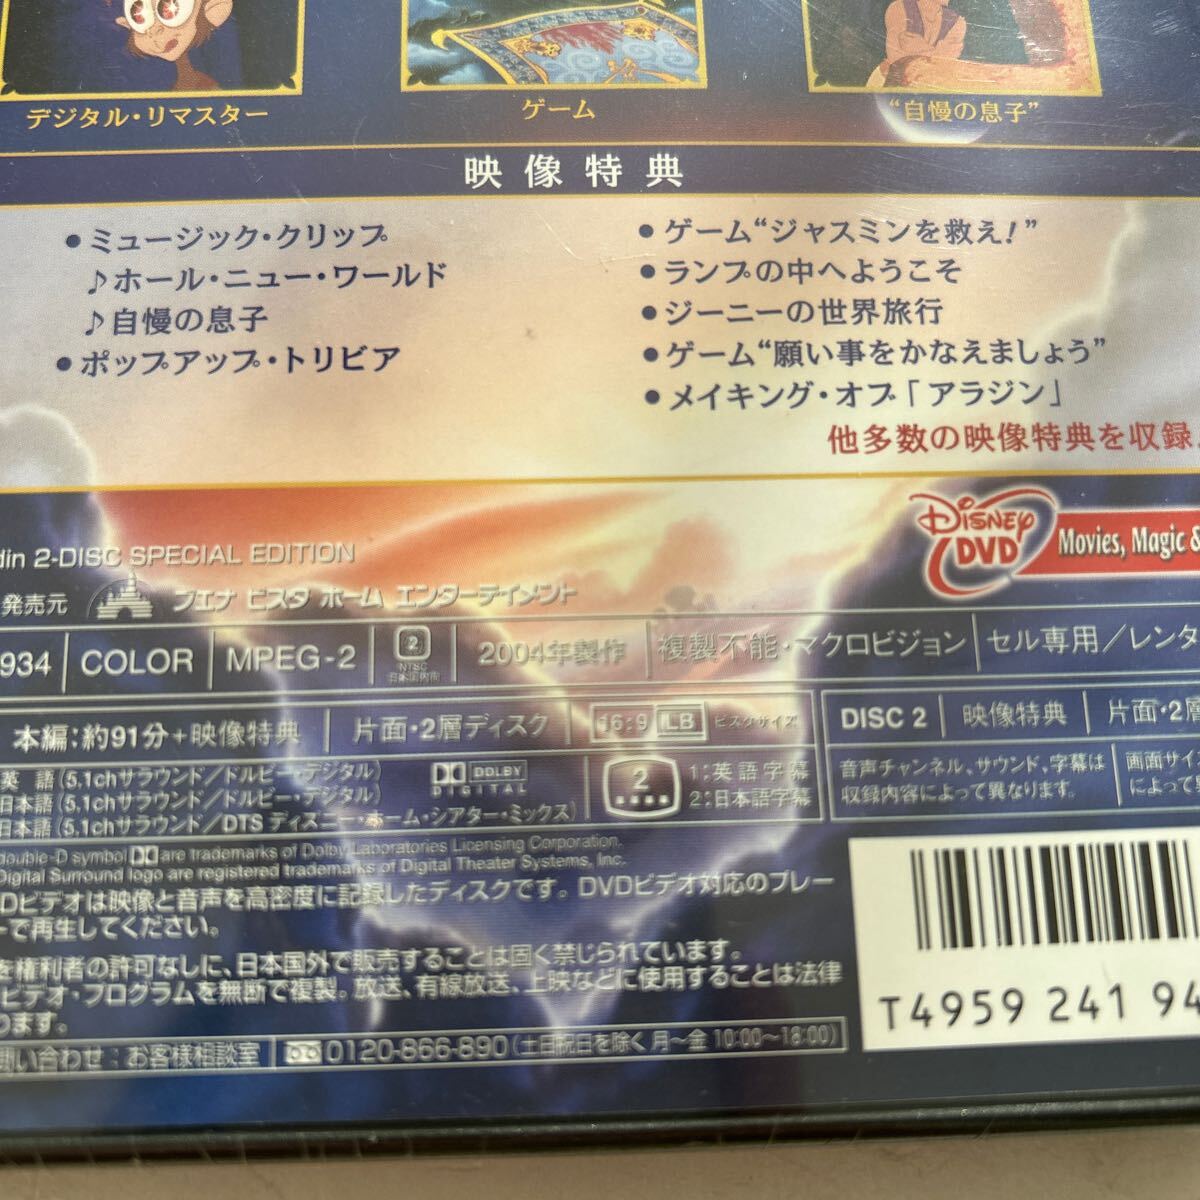 デジタル・リマスター
ゲーム
“自慢の息子”
映像特典
• ミュージック・クリップ
♪ホール・ニュー・ワールド
♪自慢の息子
• ポップアップ・トリビア
• ゲーム“ジャスミンを救え!”
• ランプの中へようこそ
• ジーニーの世界旅行
• ゲーム“願い事をかなえましょう”
• メイキング・オブ「アラジン」
他多数の映像特典を収録
DISNEY DVD
Movies, Magic &
din 2-DISC SPECIAL EDITION
発売元 ブエナ ビスタ ホーム エンターテイメント
934 COLOR MPEG-2 2 NTSC 日本国内向 2004年製作 複製不能・マクロビジョン セル専用/レンタ
本編:約91分+映像特典 片面・2層ディスク 16:9 LB ビスタサイズ
英 語 (5.1chサラウンド/ドルビー・デジタル)
日本語 (5.1chサラウンド/ドルビー・デジタル)
日本語 (5.1chサラウンド/DTS ディズニー・ホーム・シアター・ミックス)
DOLBY DIGITAL
2 1:英語字幕
2:日本語字幕
DISC 2 映像特典 片面・2層
音声チャンネル、サウンド、字幕は
収録内容によって異なります。
画面サイズ
によって
double-D symbol are trademarks of Dolby Laboratories Licensing Corporation.
Digital Surround logo are registered trademarks of Digital Theater Systems, Inc.
Dビデオは映像と音声を高密度に記録したディスクです。DVDビデオ対応のプレー
ーで再生してください。
を権利者の許可なしに、日本国外で販売することは固く禁じられています。
ビデオ・プログラムを無断で複製。放送、有線放送、上映などに使用することは法律
ります。
問い合わせ:お客様相談室 0120-866-890 (土日祝日を除く 月〜金 10:00〜18:00)
T4959 241 94